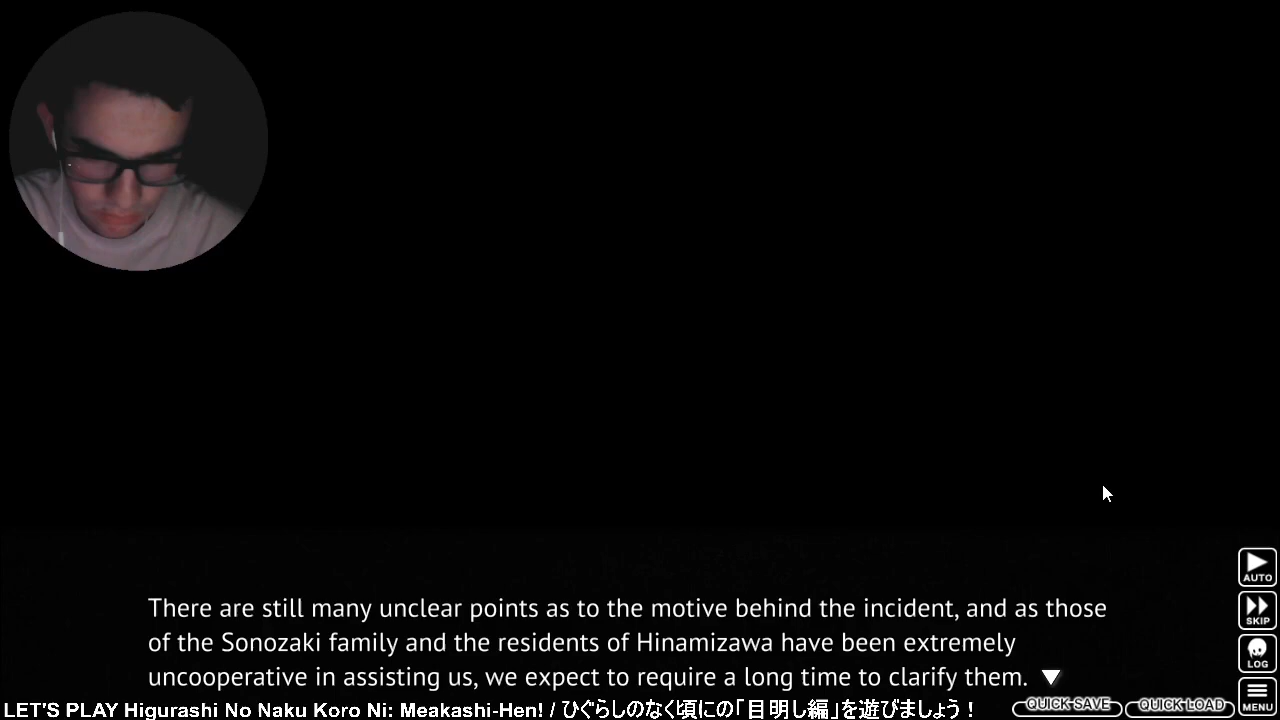 There are still many unclear points as to the motive behind the incident, and as those
of the Sonozaki family and the residents of Hinamizawa have been extremely
uncooperative in assisting us, we expect to require a long time to clarify them.
AUTO
SKIP
LOG
MENU
QUICK SAVE
QUICK LOAD
LET'S PLAY Higurashi No Naku Koro Ni: Meakashi-Hen! / ひぐらしのなく頃にの「目明し編」を遊びましょう！